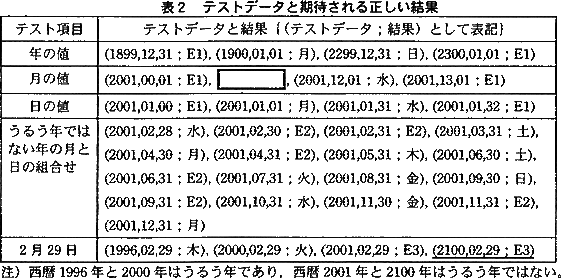 表2 テストデータと期待される正しい結果
テスト項目 テストデータと結果{(テストデータ;結果)として表記}
年の値 (1899,12,31;E1), (1900,01,01;月), (2299,12,31;日), (2300,01,01;E1)
月の値 (2001,00,01;E1), , (2001,12,01;水), (2001,13,01;E1)
日の値 (2001,01,00;E1), (2001,01,01;月), (2001,01,31;水), (2001,01,32;E1)
うるう年では
ない年の月と
日の組合せ
(2001,02,28;水), (2001,02,30;E2), (2001,02,31;E2), (2001,03,31;土),
(2001,04,30;月), (2001,04,31;E2), (2001,05,31;木), (2001,06,30;土),
(2001,06,31;E2), (2001,07,31;火), (2001,08,31;金), (2001,09,30;日),
(2001,09,31;E2), (2001,10,31;水), (2001,11,30;金), (2001,11,31;E2),
(2001,12,31;月)
2月29日 (1996,02,29;木), (2000,02,29;火), (2001,02,29;E3), (2100,02,29;E3)
注) 西暦1996年と2000年はうるう年であり,西暦2001年と2100年はうるう年ではない。